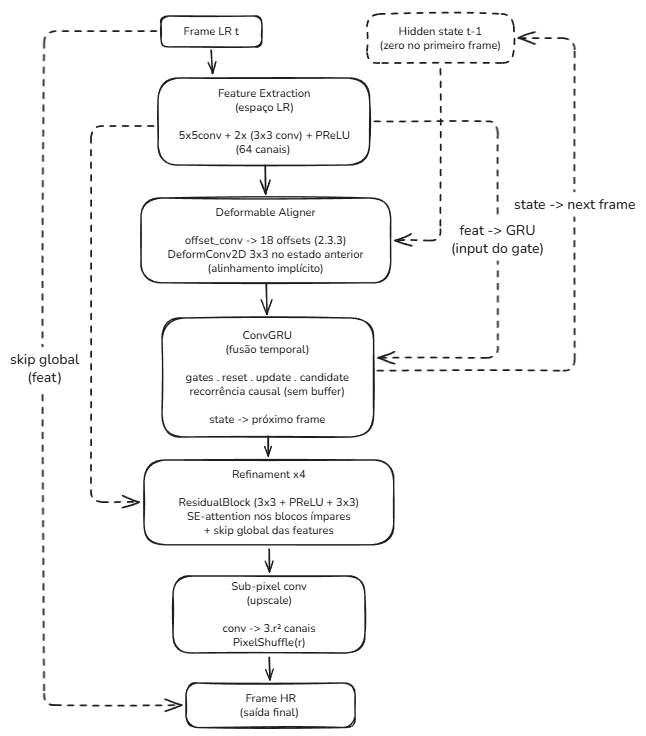 Frame LR t
Hidden state t-1
(zero no primeiro frame)
Feature Extraction
(espaço LR)
5x5conv + 2x (3x3 conv) + PReLU
(64 canais)
state -> next frame
Deformable Aligner
offset_conv -> 18 offsets (2.3.3)
DeformConv2D 3x3 no estado anterior
(alinhamento implícito)
feat -> GRU
(input do gate)
ConvGRU
(fusão temporal)
gates . reset . update . candidate
recorrência causal (sem buffer)
state -> próximo frame
skip global
(feat)
Refinament x4
ResidualBlock (3x3 + PReLU + 3x3)
SE-attention nos blocos ímpares
+ skip global das features
Sub-pixel conv
(upscale)
conv -> 3.r² canais
PixelShuffle(r)
Frame HR
(saída final)